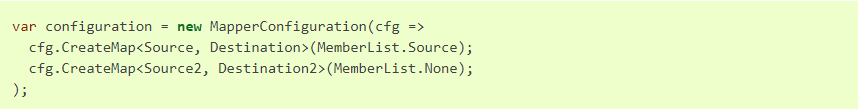 var configuration = new MapperConfiguration(cfg =>
  cfg.CreateMap<Source, Destination>(MemberList.Source);
  cfg.CreateMap<Source2, Destination2>(MemberList.None);
);